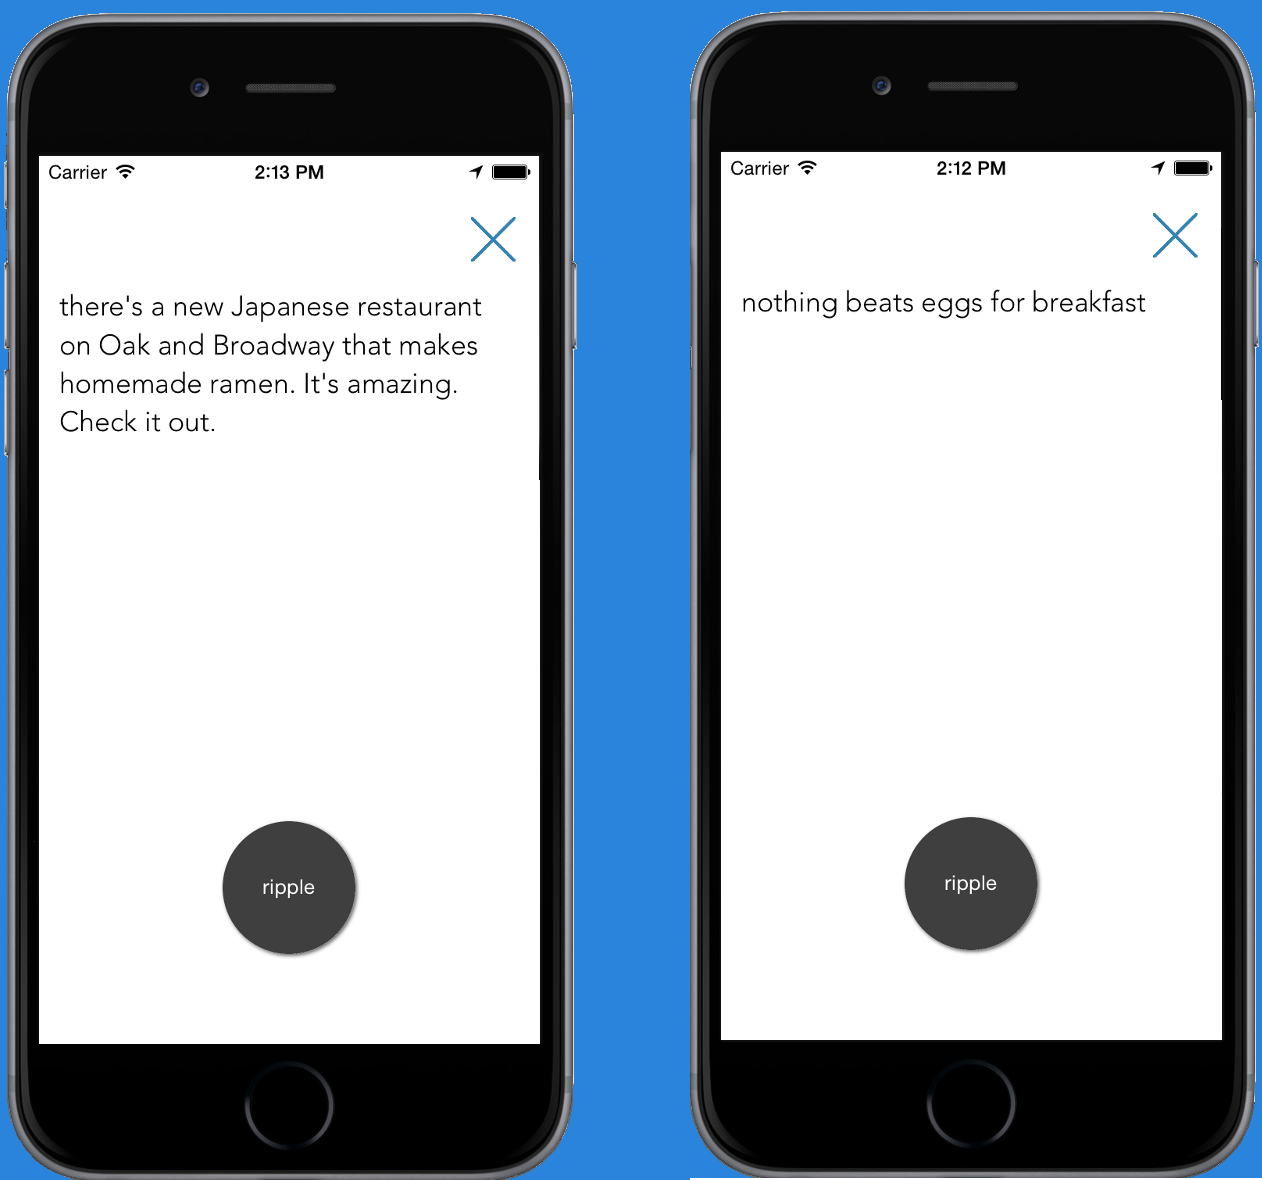 Carrier 2:13 PM
there's a new Japanese restaurant
on Oak and Broadway that makes
homemade ramen. It's amazing.
Check it out.
ripple
Carrier 2:12 PM
nothing beats eggs for breakfast
ripple